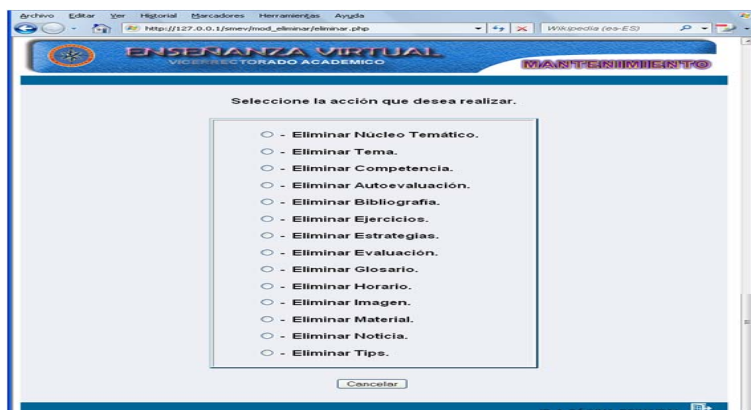 Archivo Editar Ver Historial Marcadores Herramientas Ayuda
http://127.0.0.1/smev/mod_eliminar/eliminar.php
Wikipedia (es-ES)
ENSEÑANZA VIRTUAL
VICERRECTORADO ACADEMICO
MANTENIMIENTO
Seleccione la acción que desea realizar.
- Eliminar Núcleo Temático.
- Eliminar Tema.
- Eliminar Competencia.
- Eliminar Autoevaluación.
- Eliminar Bibliografía.
- Eliminar Ejercicios.
- Eliminar Estrategias.
- Eliminar Evaluación.
- Eliminar Glosario.
- Eliminar Horario.
- Eliminar Imagen.
- Eliminar Material.
- Eliminar Noticia.
- Eliminar Tips.
Cancelar